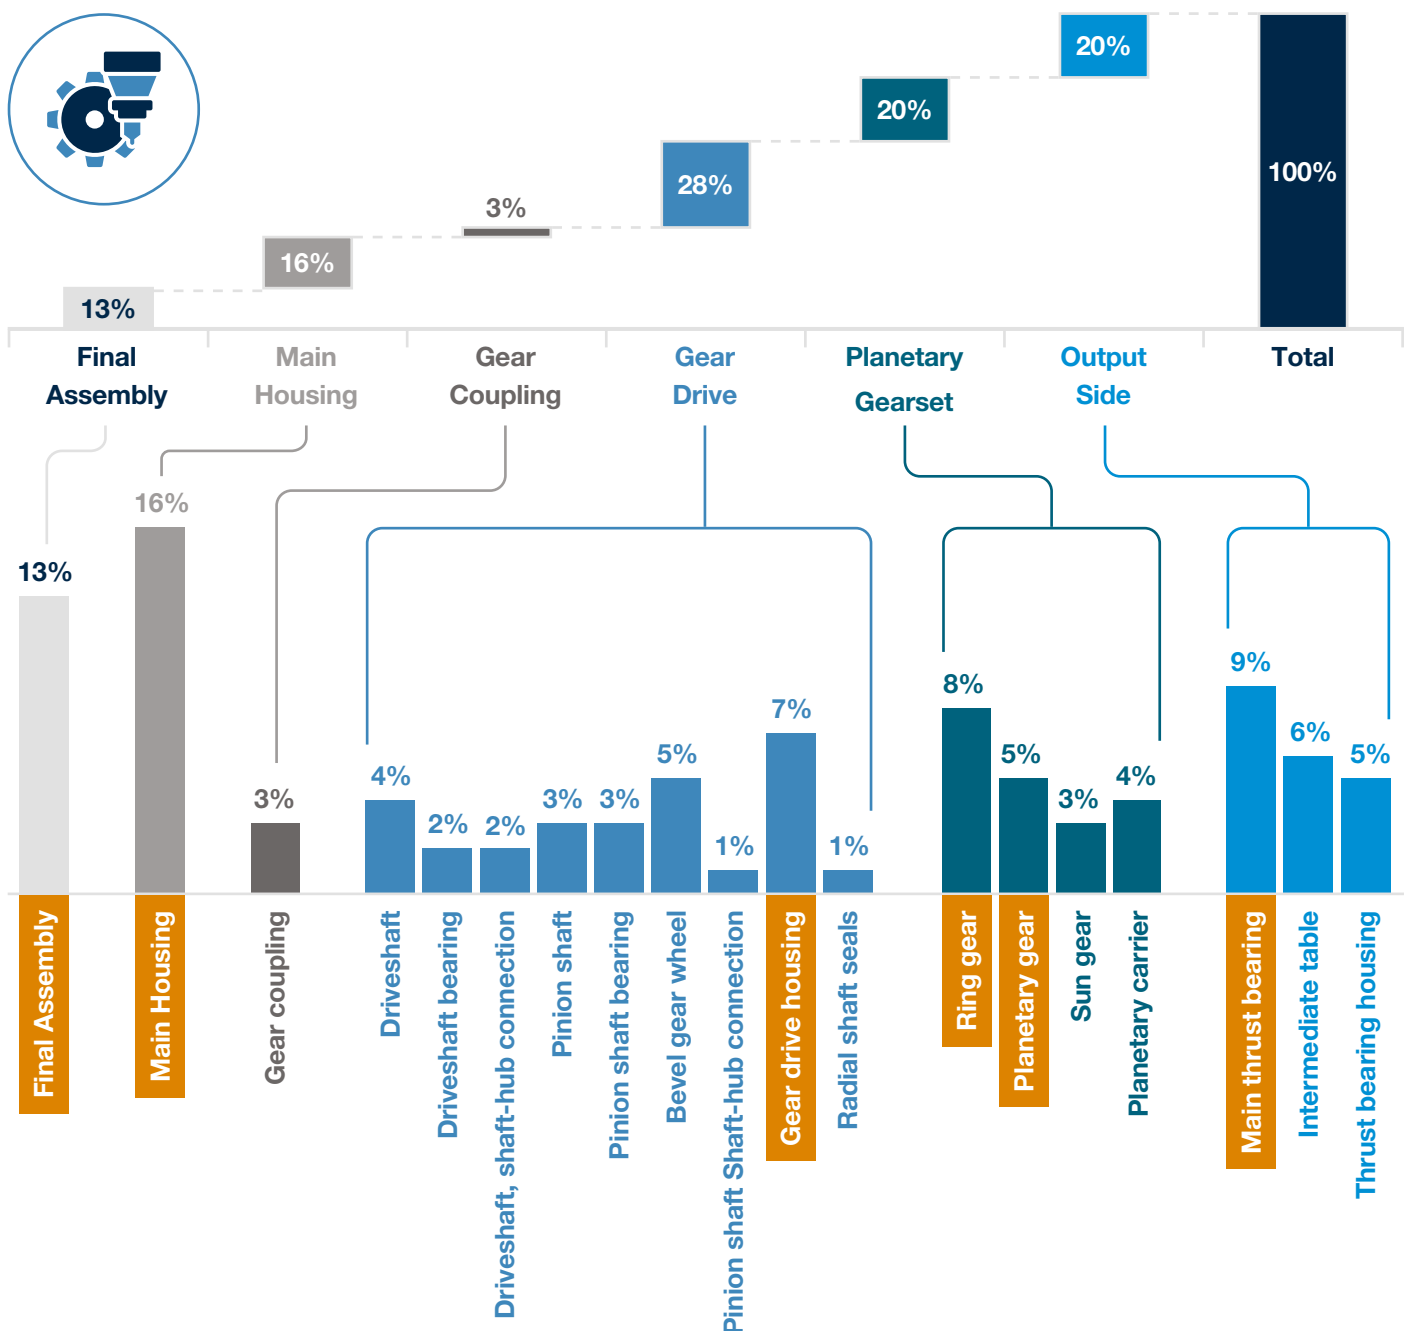 20%
20%
28%
100%
3%
16%
13%
Final Assembly
Main Housing
Gear Coupling
Gear Drive
Planetary Gearset
Output Side
Total
16%
13%
9%
8%
7%
6%
5%
5%
5%
4%
4%
3%
3%
3%
3%
2%
2%
1%
1%
Final Assembly
Main Housing
Gear coupling
Driveshaft
Driveshaft bearing
Driveshaft, shaft-hub connection
Pinion shaft
Pinion shaft bearing
Bevel gear wheel
Pinion shaft Shaft-hub connection
Gear drive housing
Radial shaft seals
Ring gear
Planetary gear
Sun gear
Planetary carrier
Main thrust bearing
Intermediate table
Thrust bearing housing